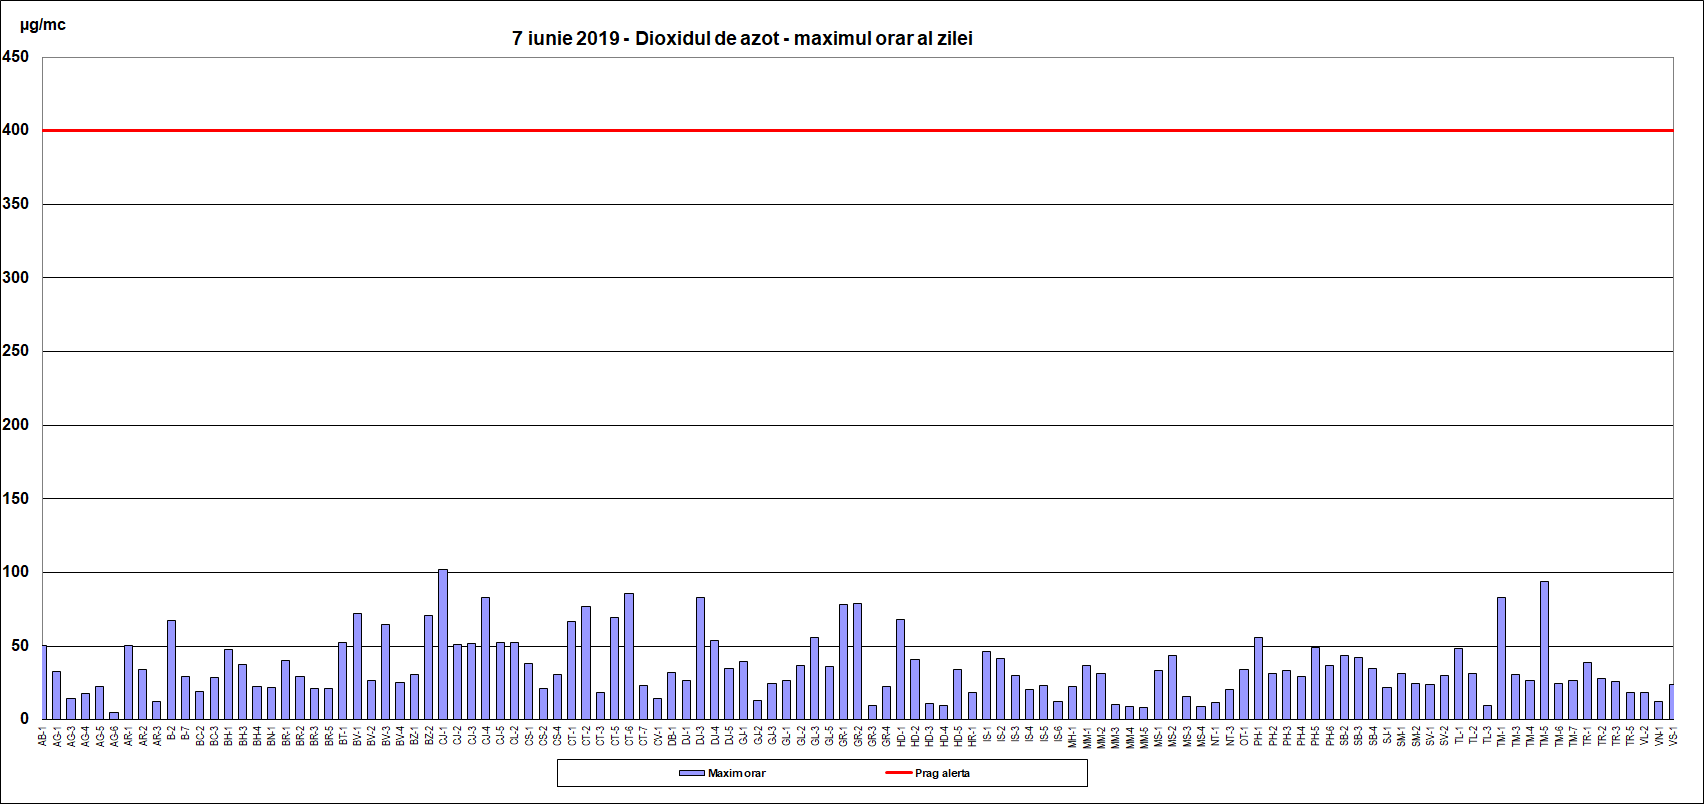 µg/mc
7 iunie 2019 - Dioxidul de azot - maximul orar al zilei
450
400
350
300
250
200
150
100
50
0
AB-1 AG-1 AG-3 AG-4 AG-5 AG-6 AR-1 AR-2 AR-3 B-2 B-7 BC-2 BC-3 BH-1 BH-3 BH-4 BN-1 BR-1 BR-2 BR-3 BR-5 BT-1 BV-1 BV-2 BV-3 BV-4 BZ-1 BZ-2 CJ-1 CJ-2 CJ-3 CJ-4 CJ-5 CL-2 CS-1 CS-2 CS-4 CT-1 CT-2 CT-3 CT-5 CT-6 CT-7 CV-1 DB-1 DJ-1 DJ-3 DJ-4 DJ-5 GJ-1 GJ-2 GJ-3 GL-1 GL-2 GL-3 GL-5 GR-1 GR-2 GR-3 GR-4 HD-1 HD-2 HD-3 HD-4 HD-5 HR-1 IS-1 IS-2 IS-3 IS-4 IS-5 IS-6 MH-1 MM-1 MM-2 MM-3 MM-4 MM-5 MS-1 MS-2 MS-3 MS-4 NT-1 NT-3 OT-1 PH-1 PH-2 PH-3 PH-4 PH-5 PH-6 SB-2 SB-3 SB-4 SJ-1 SM-1 SM-2 SV-1 SV-2 TL-1 TL-2 TL-3 TM-1 TM-3 TM-4 TM-5 TM-6 TM-7 TR-1 TR-2 TR-3 TR-5 VL-2 VN-1 VS-1
Maxim orar Prag alerta